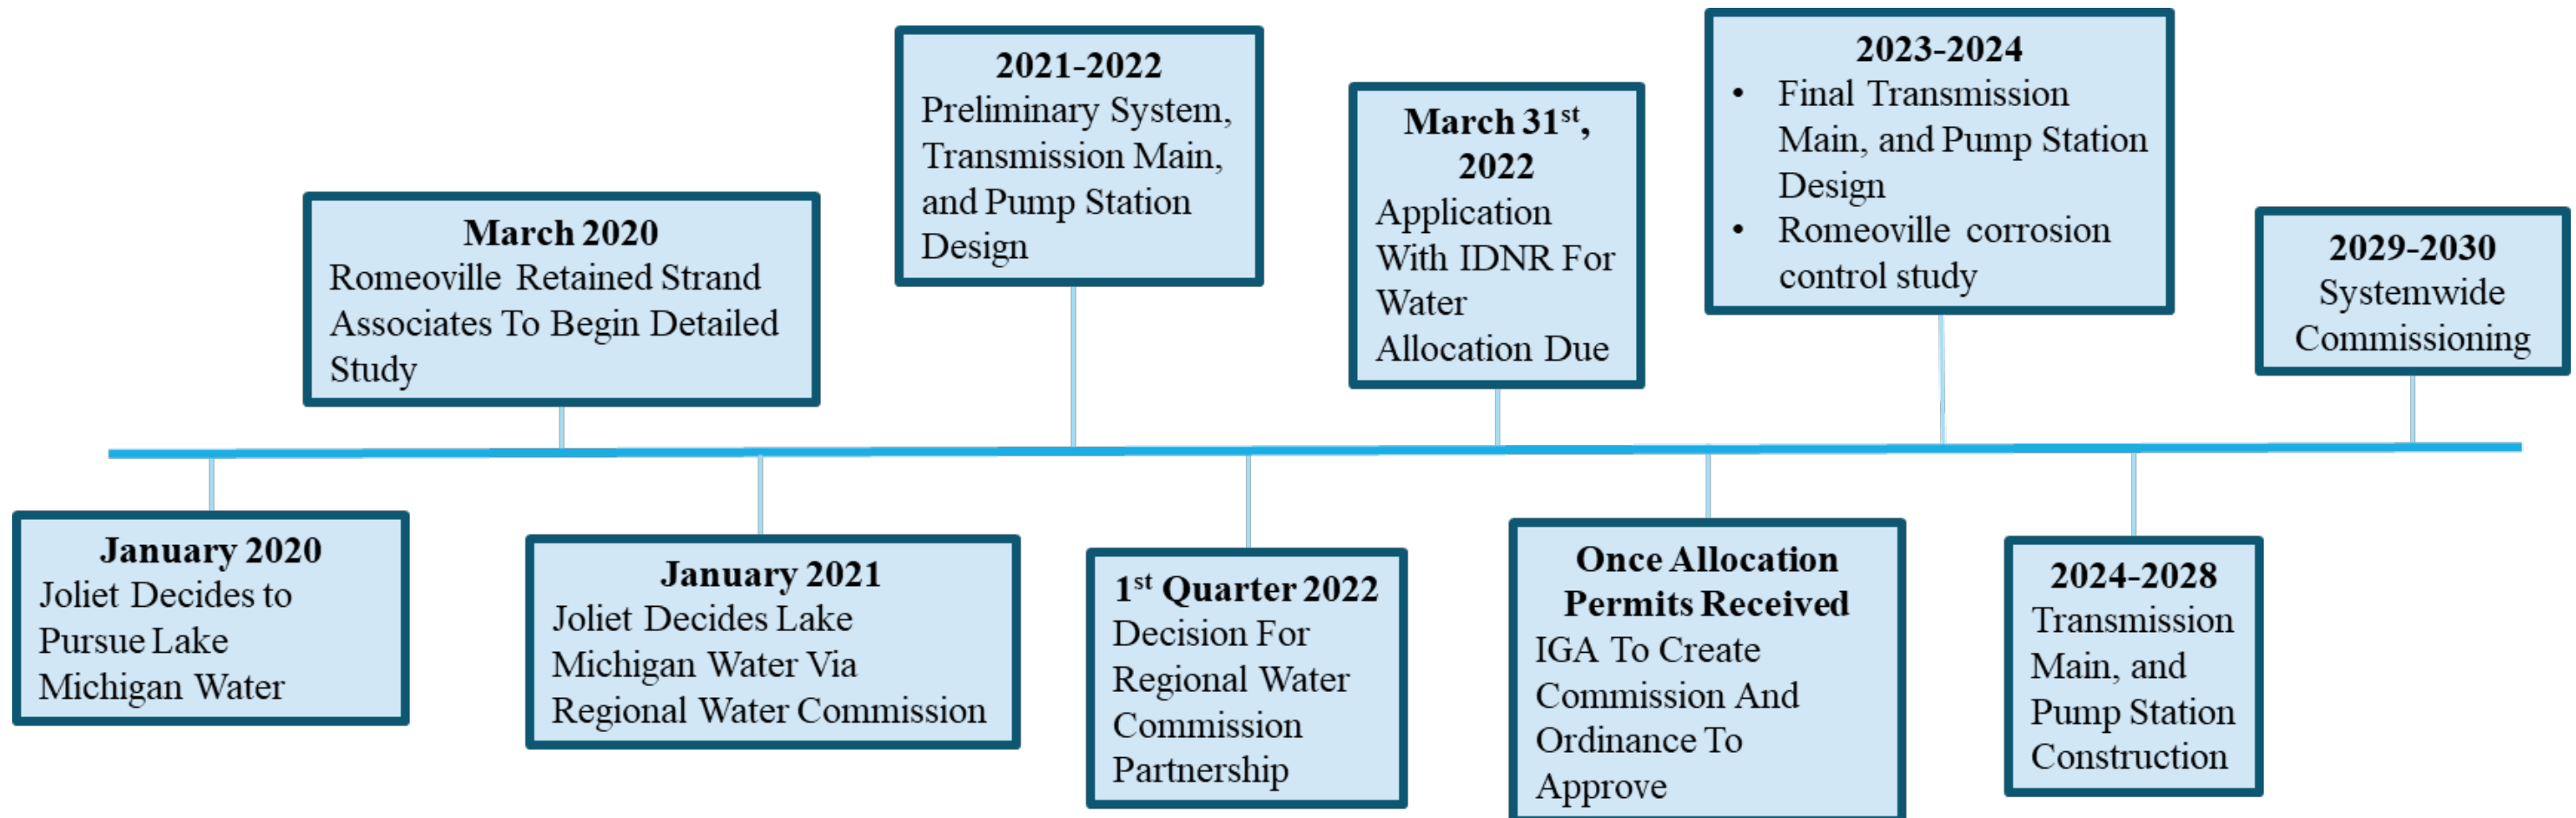 January 2020
Joliet Decides to
Pursue Lake
Michigan Water
March 2020
Romeoville Retained Strand
Associates To Begin Detailed
Study
January 2021
Joliet Decides Lake
Michigan Water Via
Regional Water Commission
2021-2022
Preliminary System,
Transmission Main,
and Pump Station
Design
1st Quarter 2022
Decision For
Regional Water
Commission
Partnership
March 31st,
2022
Application
With IDNR For
Water
Allocation Due
Once Allocation
Permits Received
IGA To Create
Commission And
Ordinance To
Approve
2023-2024
• Final Transmission
Main, and Pump Station
Design
• Romeoville corrosion
control study
2024-2028
Transmission
Main, and
Pump Station
Construction
2029-2030
Systemwide
Commissioning